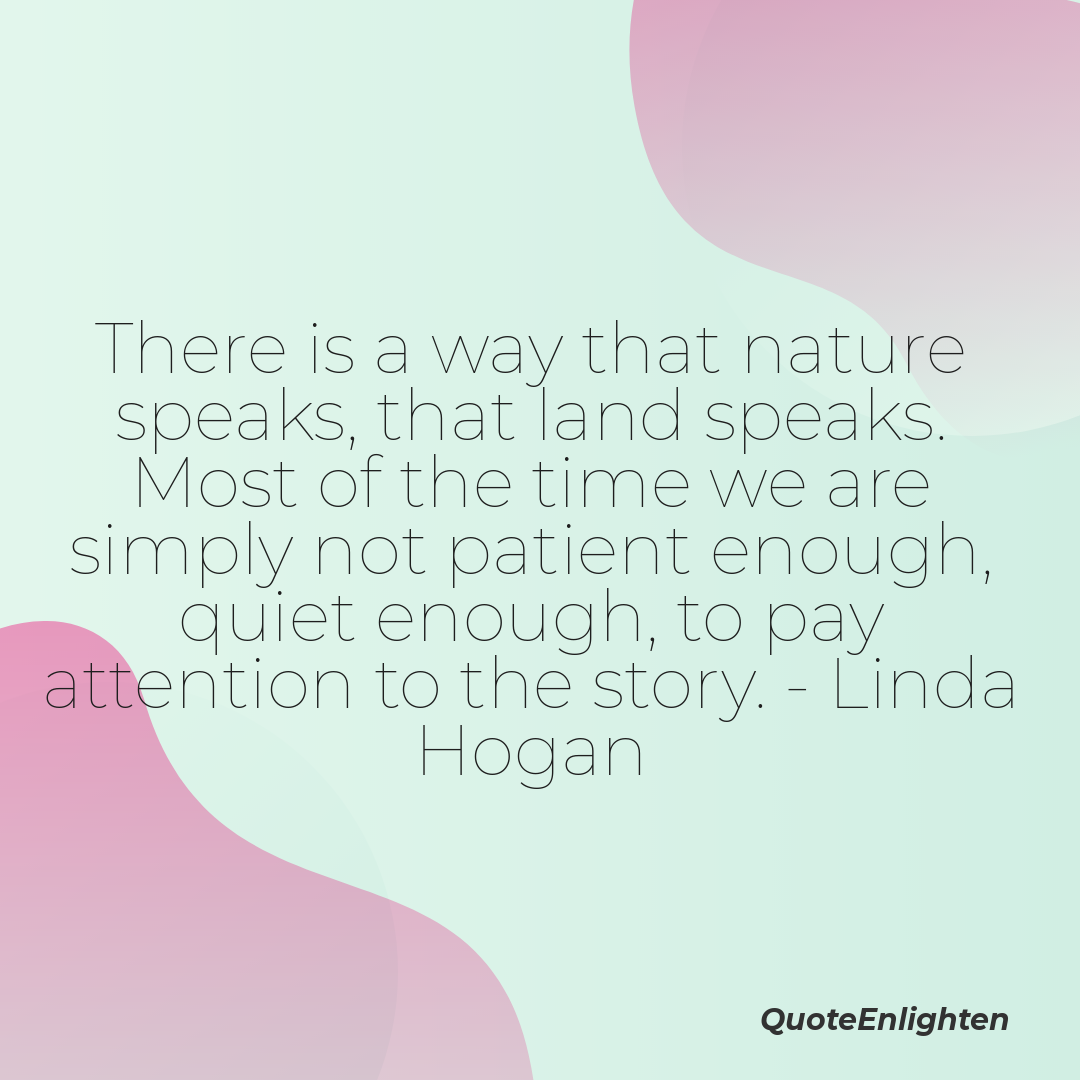 There is a way that nature
speaks, that land speaks.
Most of the time we are
simply not patient enough,
quiet enough, to pay
attention to the story. - Linda
Hogan
QuoteEnlighten